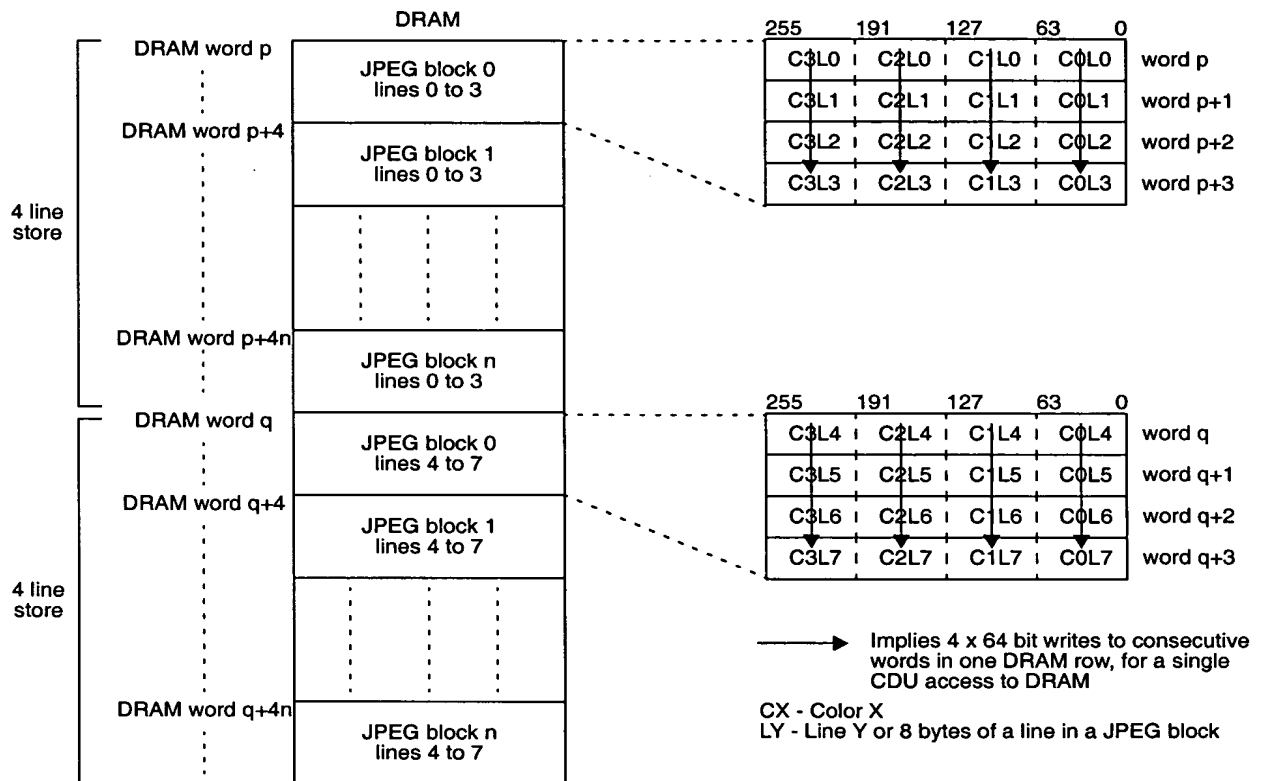 DRAM
DRAM word p
JPEG block 0
lines 0 to 3
DRAM word p+4
JPEG block 1
lines 0 to 3
4 line
store
DRAM word p+4n
JPEG block n
lines 0 to 3
DRAM word q
JPEG block 0
lines 4 to 7
DRAM word q+4
JPEG block 1
lines 4 to 7
4 line
store
DRAM word q+4n
JPEG block n
lines 4 to 7
255 191 127 63 0
C3L0 C2L0 C1L0 C0L0 word p
C3L1 C2L1 C1L1 C0L1 word p+1
C3L2 C2L2 C1L2 C0L2 word p+2
C3L3 C2L3 C1L3 C0L3 word p+3
255 191 127 63 0
C3L4 C2L4 C1L4 C0L4 word q
C3L5 C2L5 C1L5 C0L5 word q+1
C3L6 C2L6 C1L6 C0L6 word q+2
C3L7 C2L7 C1L7 C0L7 word q+3
Implies 4 x 64 bit writes to consecutive
words in one DRAM row, for a single
CDU access to DRAM
CX - Color X
LY - Line Y or 8 bytes of a line in a JPEG block